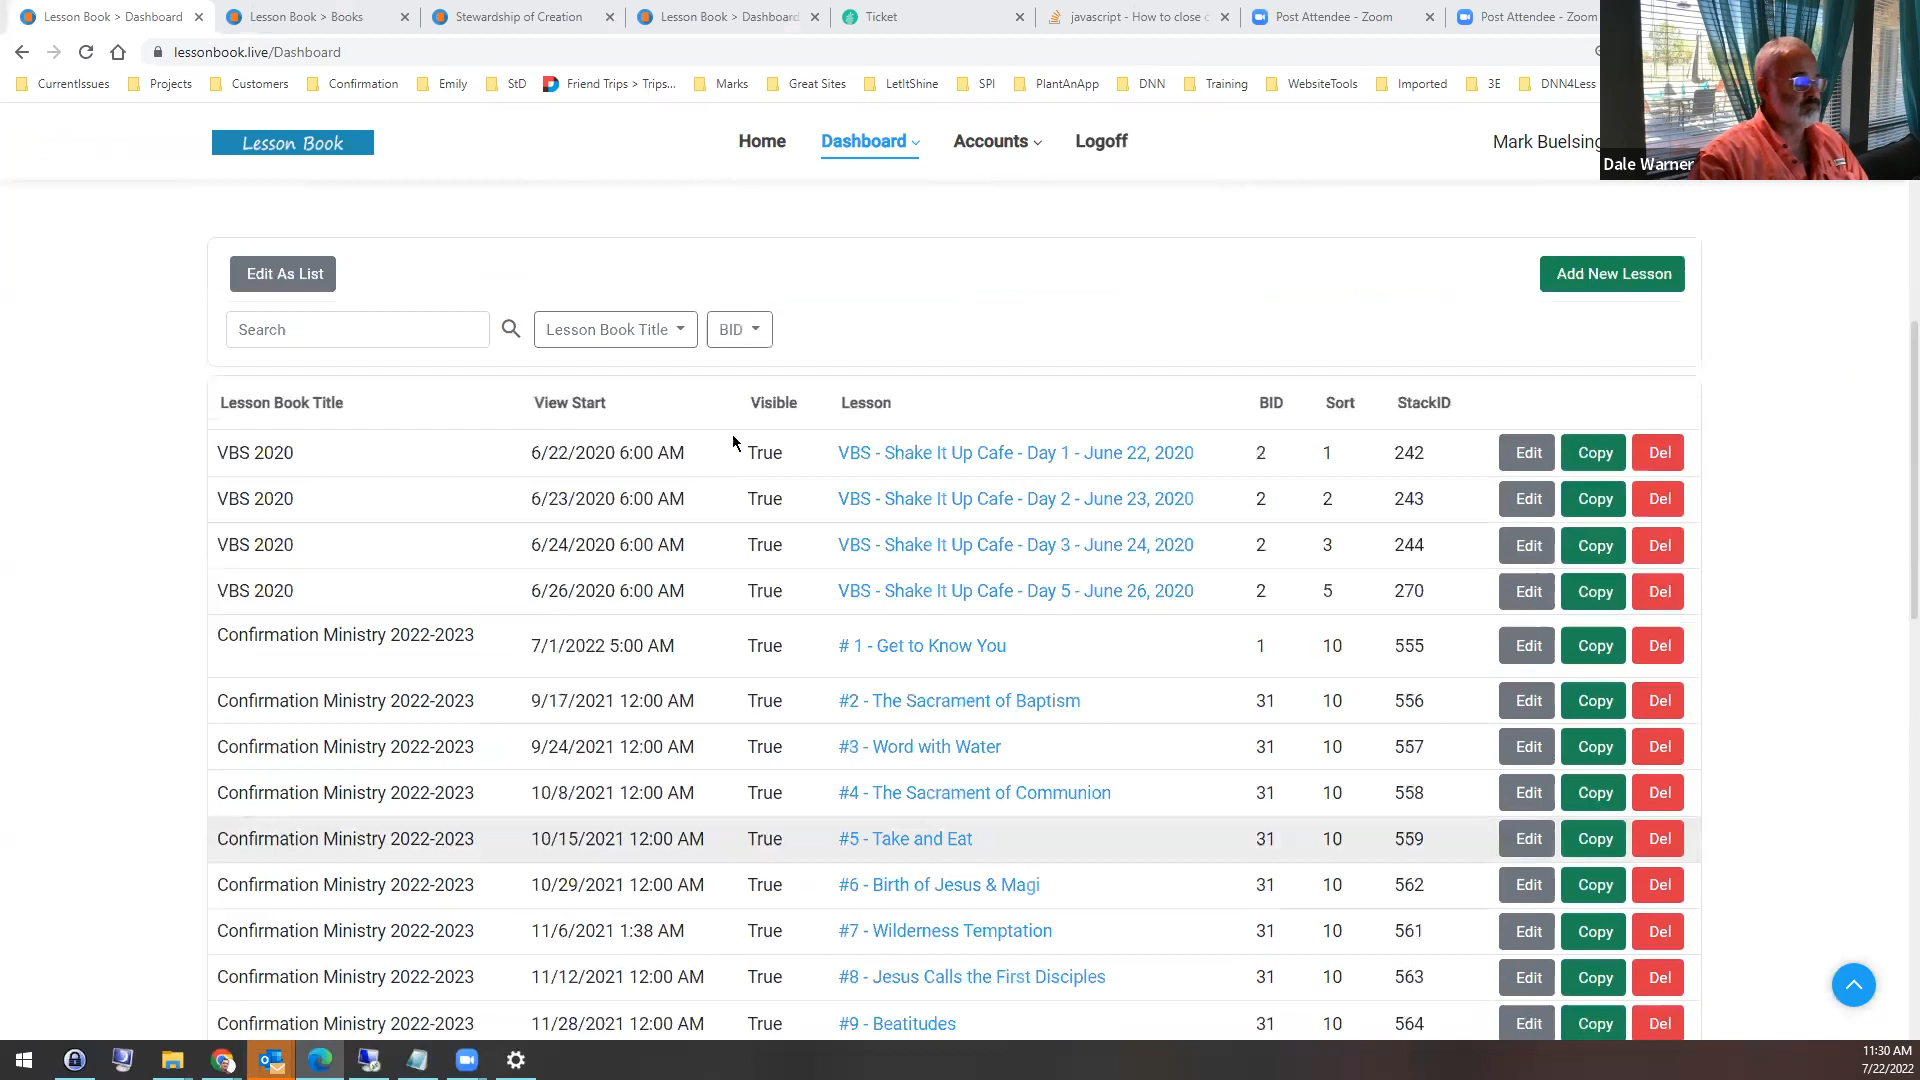 Lesson Book > Dashboard
Lesson Book > Books
Stewardship of Creation
Lesson Book > Dashboard
Ticket
javascript - How to close c
Post Attendee - Zoom
Post Attendee - Zoom
lessonbook.live/Dashboard
CurrentIssues Projects Customers Confirmation Emily StD Friend Trips > Trips... Marks Great Sites LetItShine SPI PlantAnApp DNN Training WebsiteTools Imported 3E DNN4Less
Lesson Book
Home Dashboard Accounts Logoff
Mark Buelsing
Dale Warner
Edit As List
Add New Lesson
Search Lesson Book Title BID
Lesson Book Title View Start Visible Lesson BID Sort StackID
VBS 2020 6/22/2020 6:00 AM True VBS - Shake It Up Cafe - Day 1 - June 22, 2020 2 1 242 Edit Copy Del
VBS 2020 6/23/2020 6:00 AM True VBS - Shake It Up Cafe - Day 2 - June 23, 2020 2 2 243 Edit Copy Del
VBS 2020 6/24/2020 6:00 AM True VBS - Shake It Up Cafe - Day 3 - June 24, 2020 2 3 244 Edit Copy Del
VBS 2020 6/26/2020 6:00 AM True VBS - Shake It Up Cafe - Day 5 - June 26, 2020 2 5 270 Edit Copy Del
Confirmation Ministry 2022-2023 7/1/2022 5:00 AM True # 1 - Get to Know You 1 10 555 Edit Copy Del
Confirmation Ministry 2022-2023 9/17/2021 12:00 AM True #2 - The Sacrament of Baptism 31 10 556 Edit Copy Del
Confirmation Ministry 2022-2023 9/24/2021 12:00 AM True #3 - Word with Water 31 10 557 Edit Copy Del
Confirmation Ministry 2022-2023 10/8/2021 12:00 AM True #4 - The Sacrament of Communion 31 10 558 Edit Copy Del
Confirmation Ministry 2022-2023 10/15/2021 12:00 AM True #5 - Take and Eat 31 10 559 Edit Copy Del
Confirmation Ministry 2022-2023 10/29/2021 12:00 AM True #6 - Birth of Jesus & Magi 31 10 562 Edit Copy Del
Confirmation Ministry 2022-2023 11/6/2021 1:38 AM True #7 - Wilderness Temptation 31 10 561 Edit Copy Del
Confirmation Ministry 2022-2023 11/12/2021 12:00 AM True #8 - Jesus Calls the First Disciples 31 10 563 Edit Copy Del
Confirmation Ministry 2022-2023 11/28/2021 12:00 AM True #9 - Beatitudes 31 10 564 Edit Copy Del
11:30 AM
7/22/2022